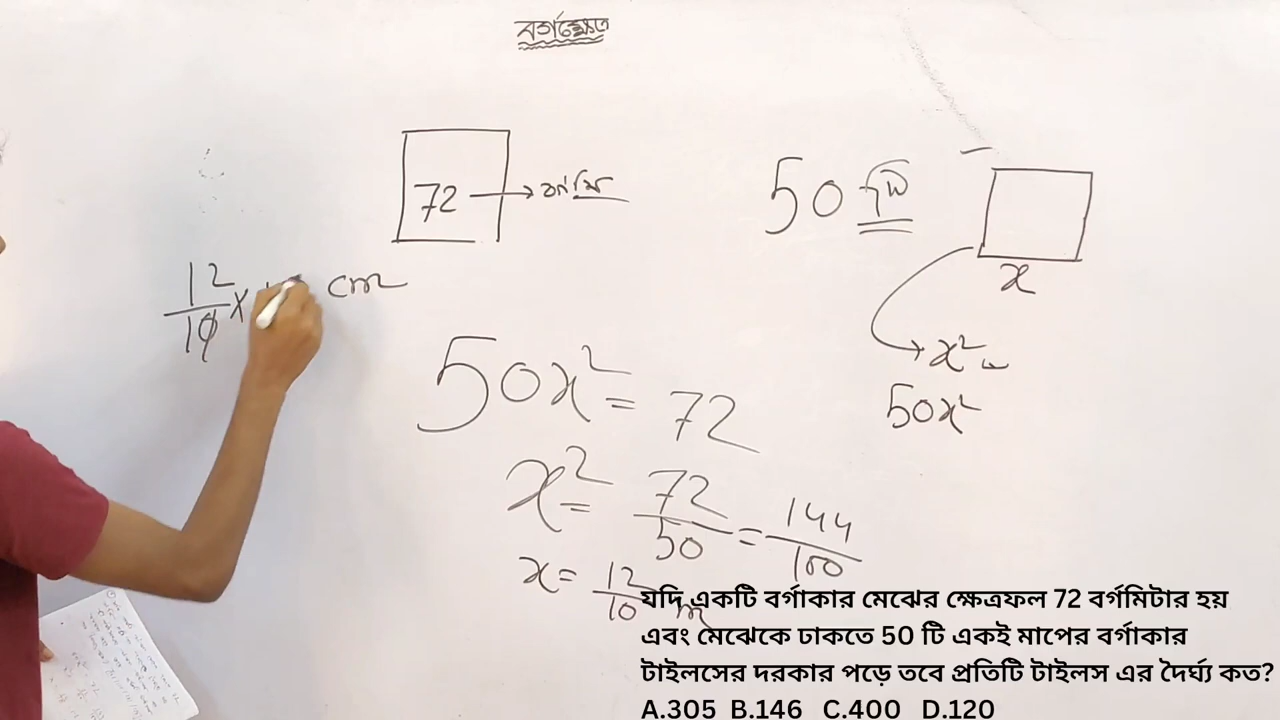 বর্গক্ষেত্র
72 → বর্গমি
50 টি
x
x²
50x²
12/10 × cm
50x² = 72
x² = 72/50 = 144/100
x = 12/10 m
যদি একটি বর্গাকার মেঝের ক্ষেত্রফল 72 বর্গমিটার হয়
এবং মেঝেকে ঢাকতে 50 টি একই মাপের বর্গাকার
টাইলসের দরকার পড়ে তবে প্রতিটি টাইলস এর দৈর্ঘ্য কত?
A.305 B.146 C.400 D.120